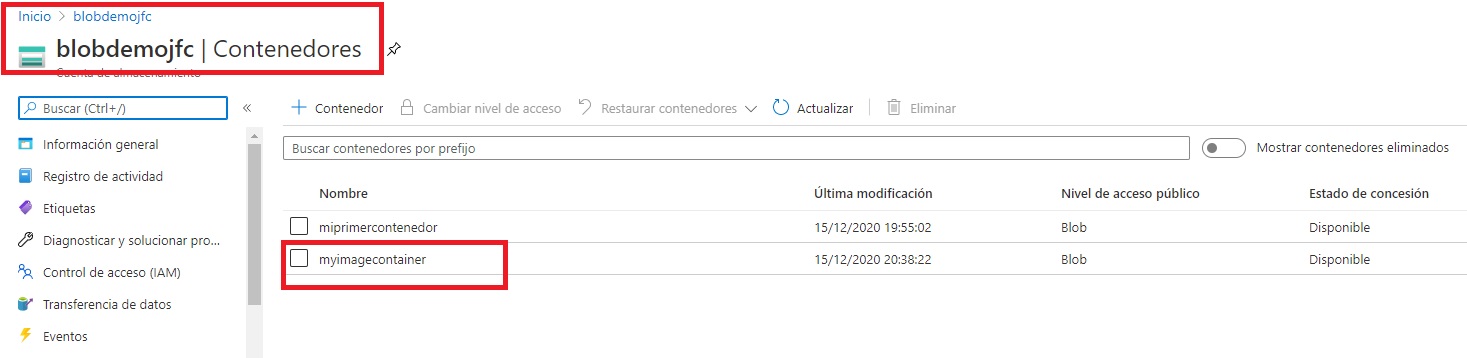 Inicio > blobdemojfc
blobdemojfc | Contenedores
Cuenta de almacenamiento
Buscar (Ctrl+/)
«
+ Contenedor Cambiar nivel de acceso Restaurar contenedores Actualizar Eliminar
Información general
Buscar contenedores por prefijo Mostrar contenedores eliminados
Registro de actividad
Nombre Última modificación Nivel de acceso público Estado de concesión
Etiquetas
miprimercontenedor 15/12/2020 19:55:02 Blob Disponible
Diagnosticar y solucionar pro...
myimagecontainer 15/12/2020 20:38:22 Blob Disponible
Control de acceso (IAM)
Transferencia de datos
Eventos